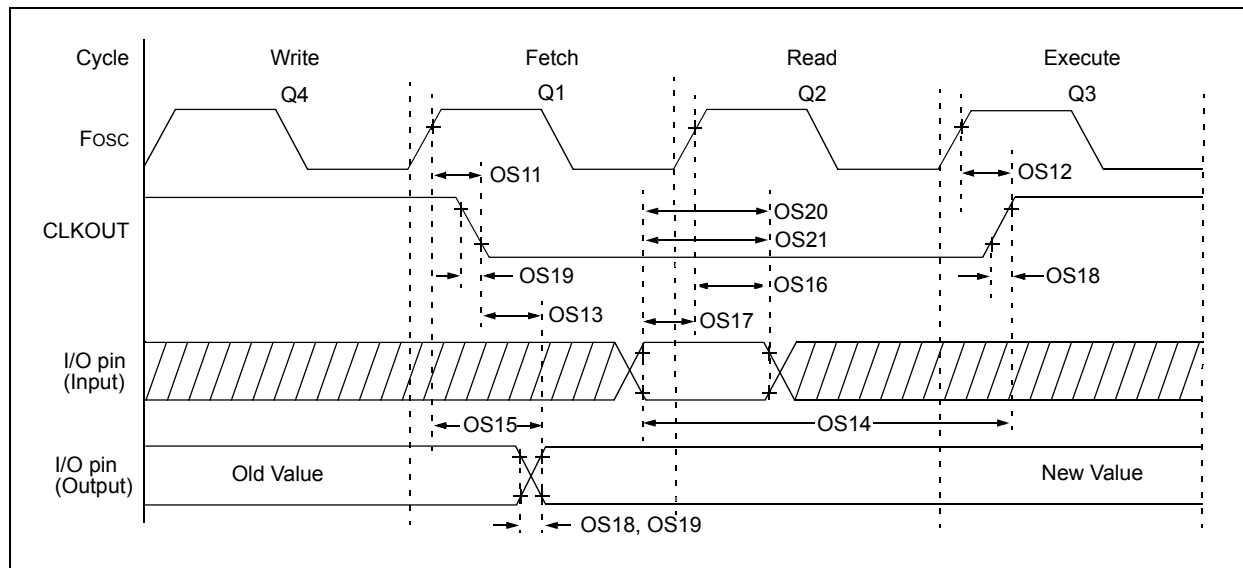 Cycle Write Fetch Read Execute
Q4 Q1 Q2 Q3
FOSC
OS11 OS12
OS20
CLKOUT
OS21
OS19 OS16 OS18
OS13 OS17
I/O pin
(Input)
OS15 OS14
I/O pin
(Output)
Old Value New Value
OS18, OS19